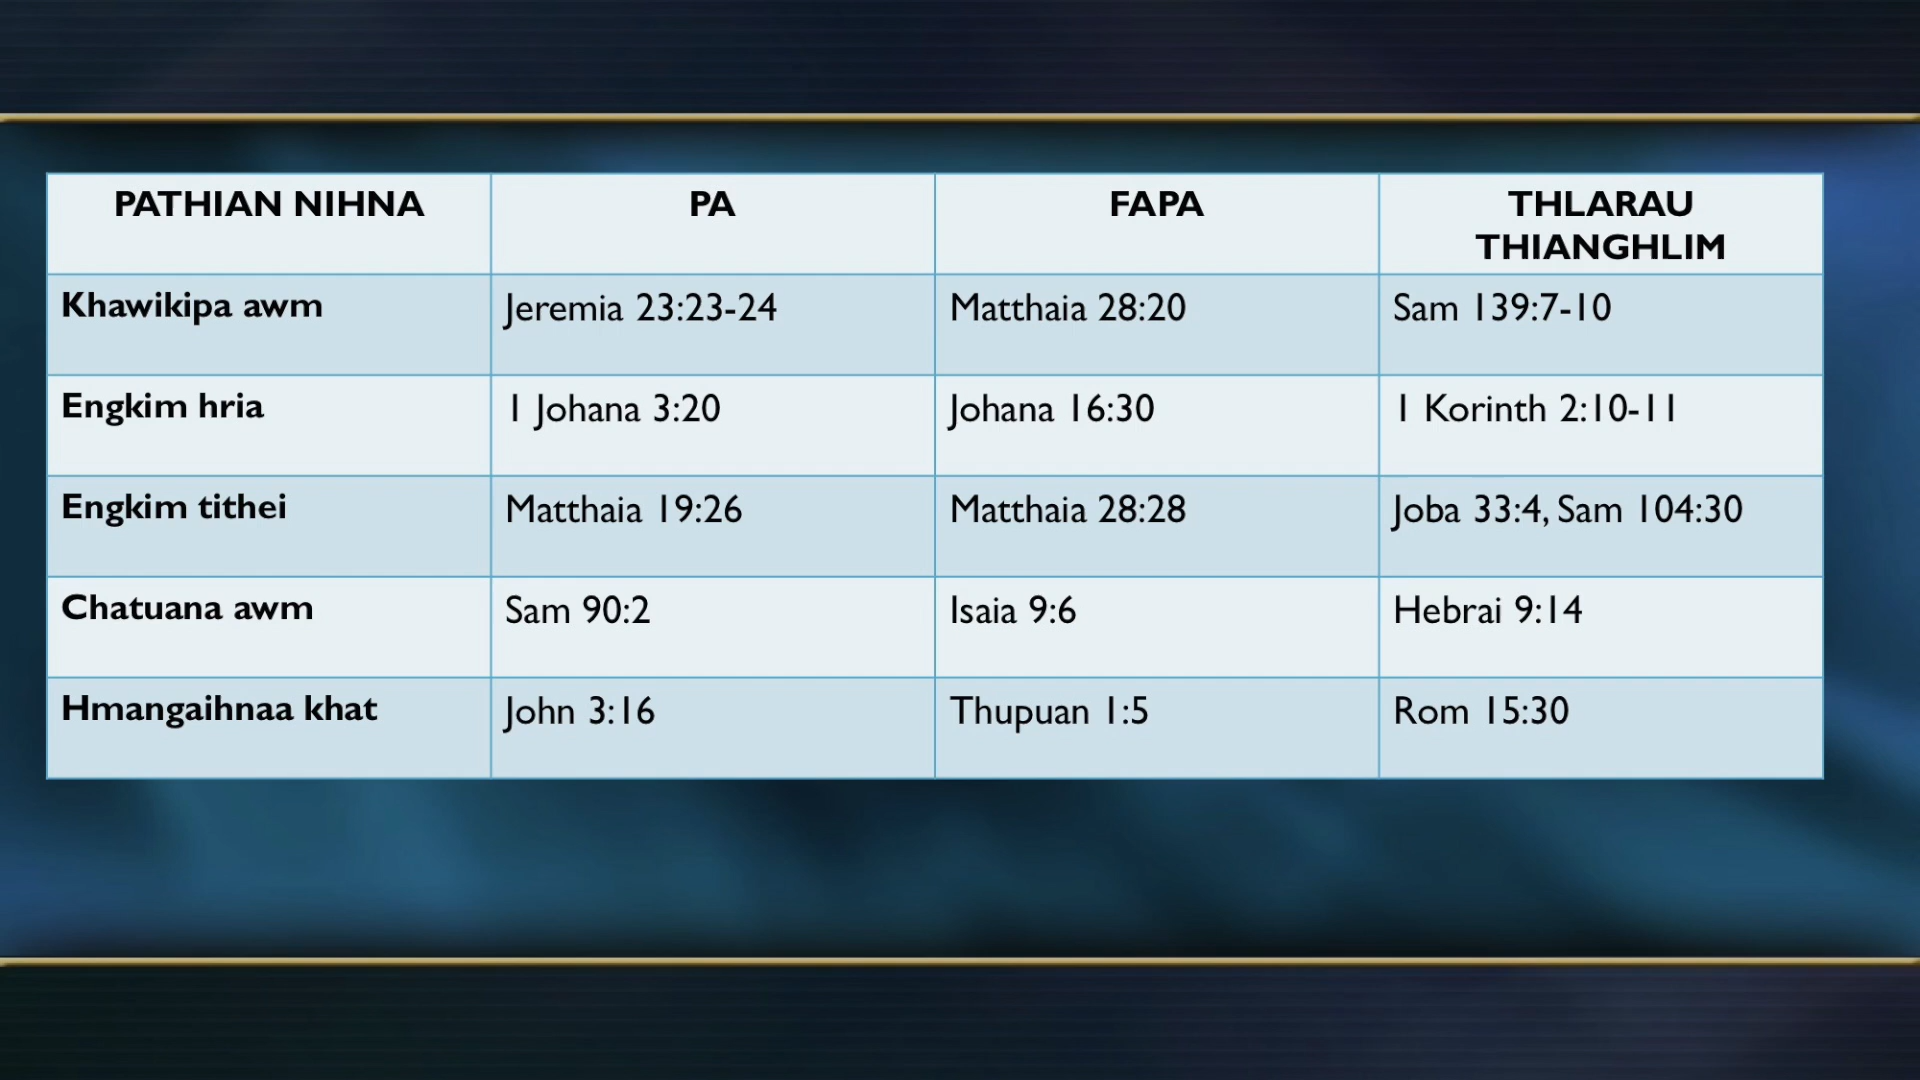 PATHIAN NIHNA PA FAPA THLARAU
THIANGHLIM
Khawikipa awm Jeremia 23:23-24 Matthaia 28:20 Sam 139:7-10
Engkim hria 1 Johana 3:20 Johana 16:30 1 Korinth 2:10-11
Engkim tithei Matthaia 19:26 Matthaia 28:28 Joba 33:4, Sam 104:30
Chatuana awm Sam 90:2 Isaia 9:6 Hebrai 9:14
Hmangaihnaa khat John 3:16 Thupuan 1:5 Rom 15:30